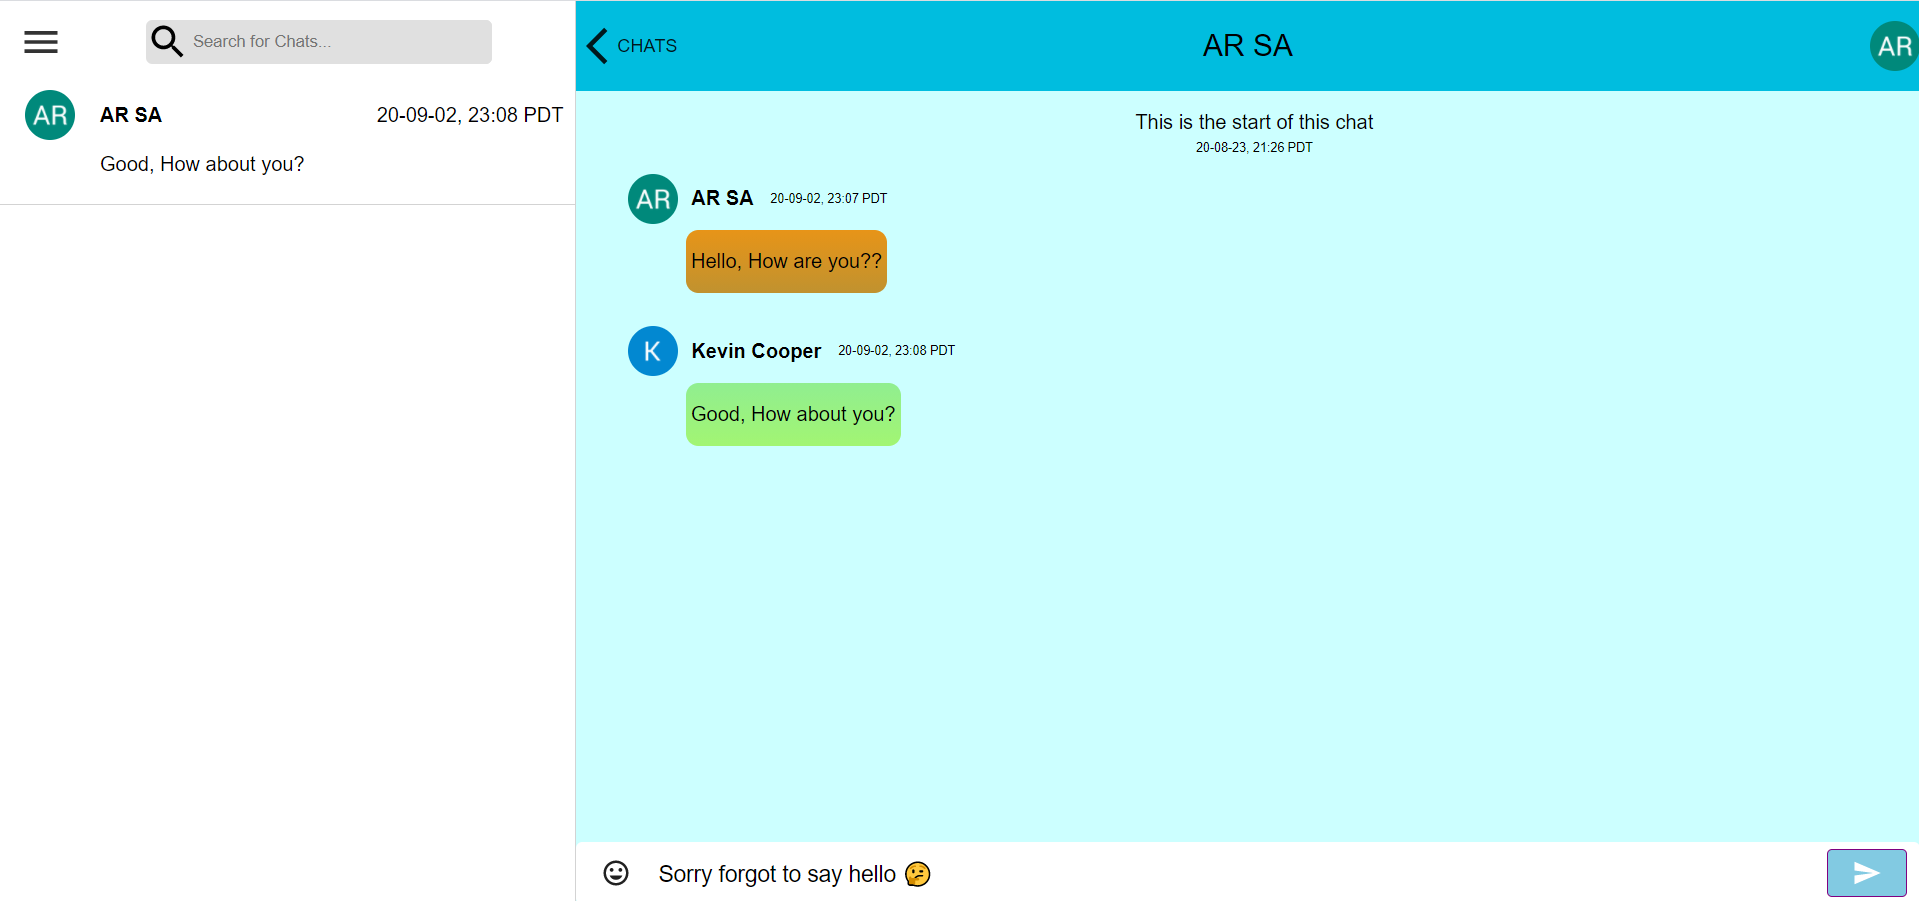 Search for Chats...
AR
AR SA
20-09-02, 23:08 PDT
Good, How about you?
CHATS
AR SA
AR
This is the start of this chat
20-08-23, 21:26 PDT
AR
AR SA
20-09-02, 23:07 PDT
Hello, How are you??
K
Kevin Cooper
20-09-02, 23:08 PDT
Good, How about you?
Sorry forgot to say hello 🤔